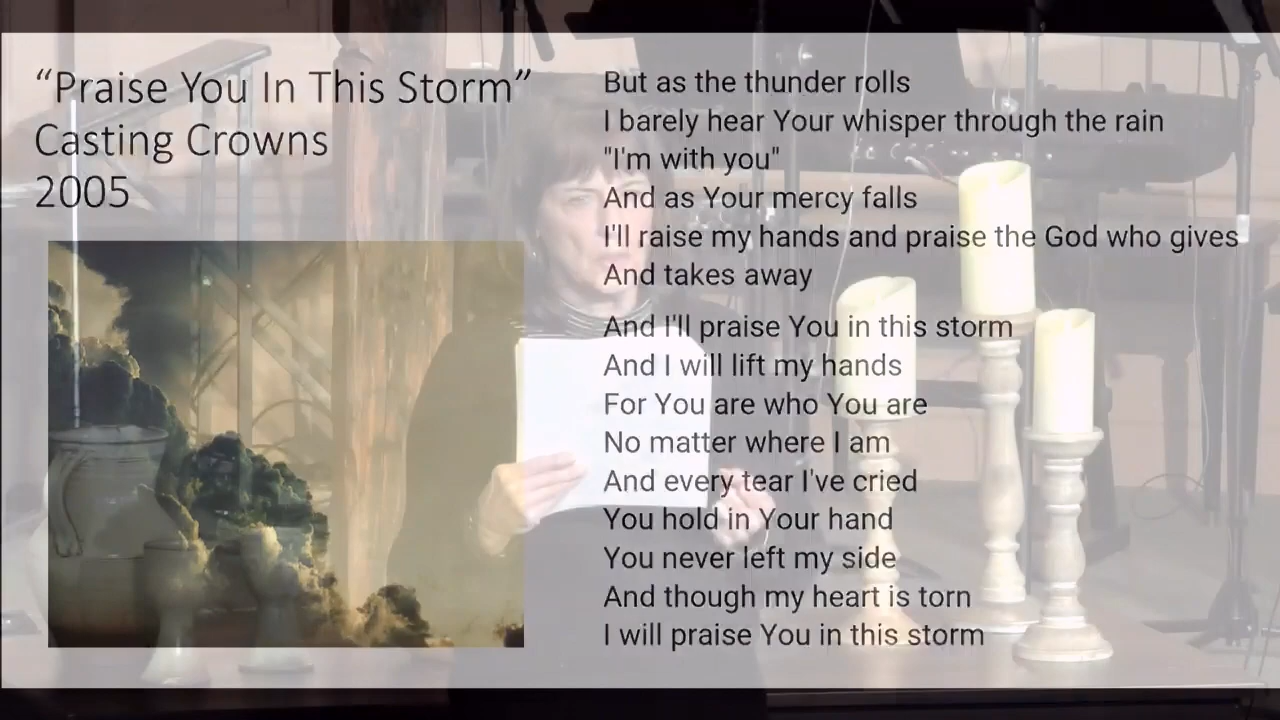 “Praise You In This Storm”
Casting Crowns
2005
But as the thunder rolls
I barely hear Your whisper through the rain
"I'm with you"
And as Your mercy falls
I'll raise my hands and praise the God who gives
And takes away
And I'll praise You in this storm
And I will lift my hands
For You are who You are
No matter where I am
And every tear I've cried
You hold in Your hand
You never left my side
And though my heart is torn
I will praise You in this storm